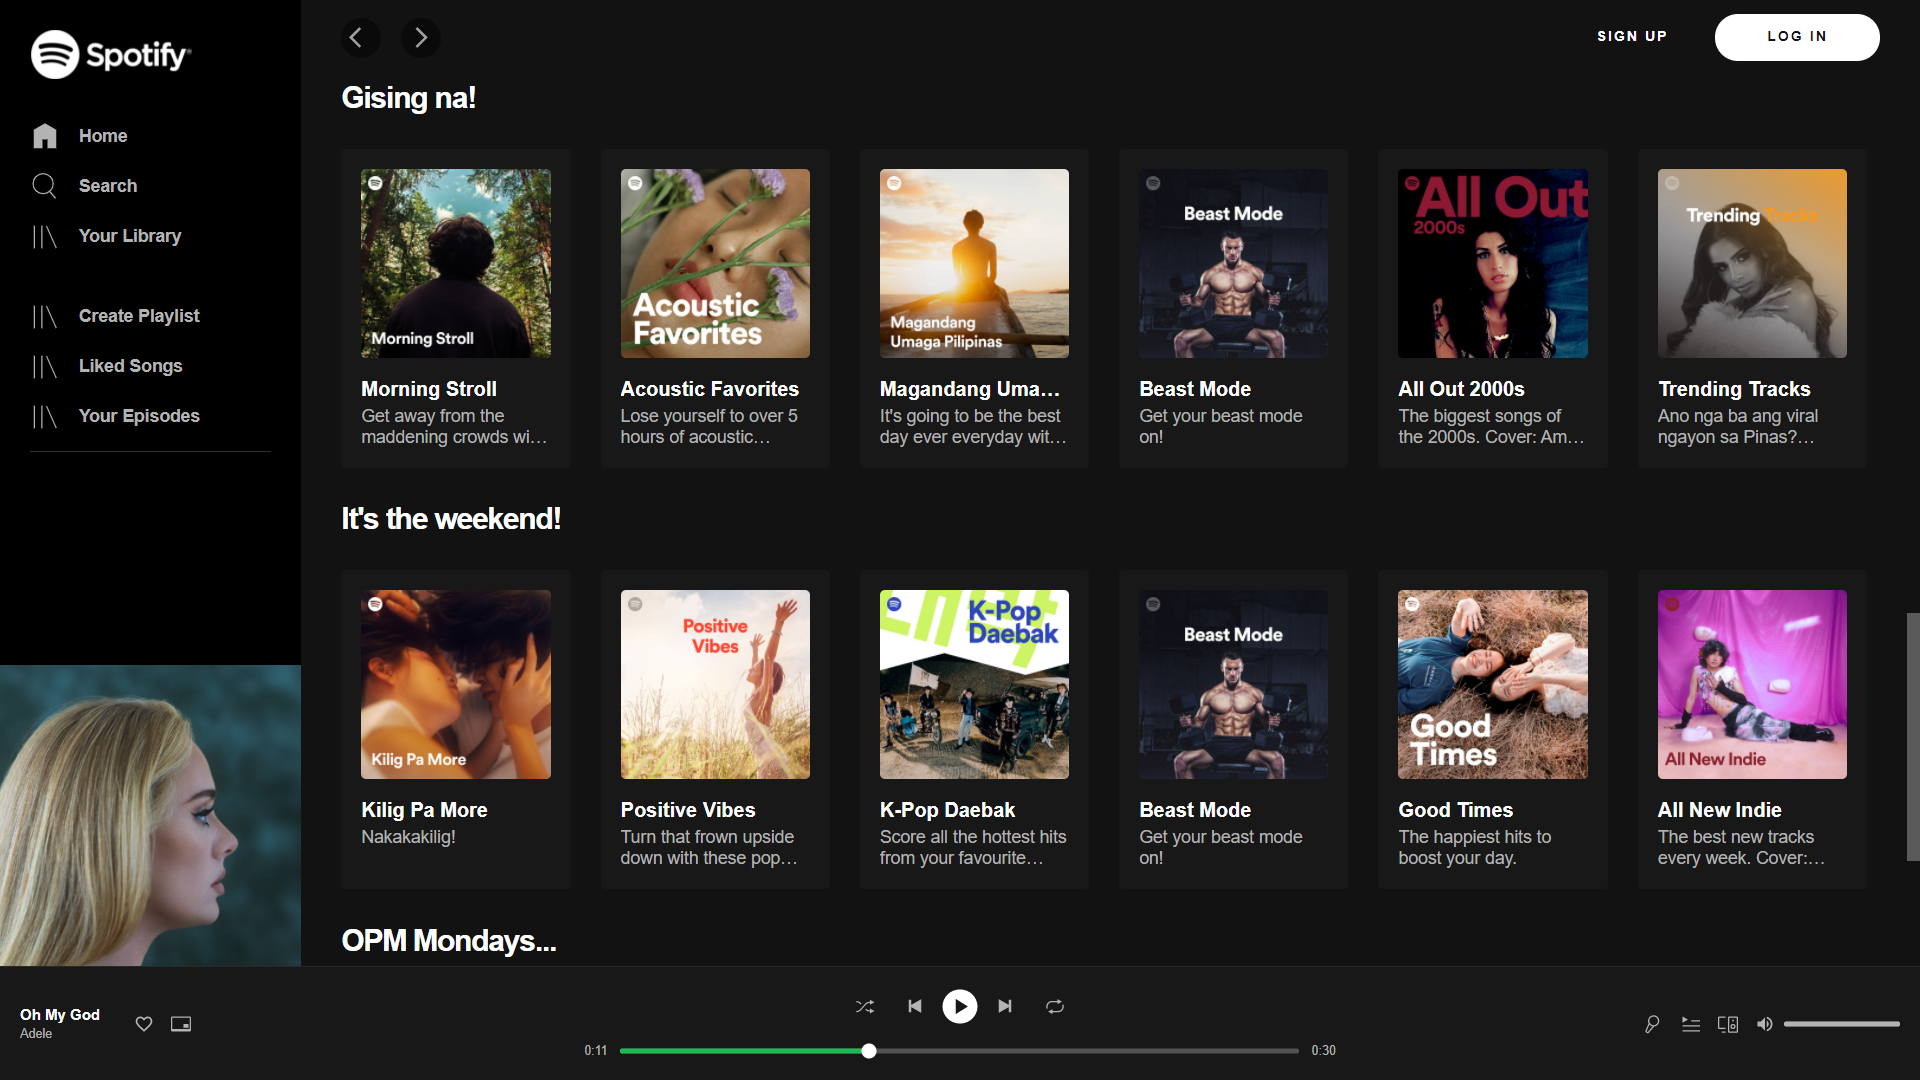 Spotify
Home
Search
Your Library
Create Playlist
Liked Songs
Your Episodes
SIGN UP
LOG IN
Gising na!
Morning Stroll
Acoustic
Favorites
Magandang
Umaga Pilipinas
Beast Mode
All Out
2000s
Trending Tracks
Morning Stroll
Get away from the
maddening crowds wi…
Acoustic Favorites
Lose yourself to over 5
hours of acoustic…
Magandang Uma…
It's going to be the best
day ever everyday wit…
Beast Mode
Get your beast mode
on!
All Out 2000s
The biggest songs of
the 2000s. Cover: Am…
Trending Tracks
Ano nga ba ang viral
ngayon sa Pinas?…
It's the weekend!
Kilig Pa More
Positive
Vibes
K-Pop
Daebak
Beast Mode
Good
Times
All New Indie
Kilig Pa More
Nakakakilig!
Positive Vibes
Turn that frown upside
down with these pop…
K-Pop Daebak
Score all the hottest hits
from your favourite…
Beast Mode
Get your beast mode
on!
Good Times
The happiest hits to
boost your day.
All New Indie
The best new tracks
every week. Cover:…
OPM Mondays...
Oh My God
Adele
0:11
0:30